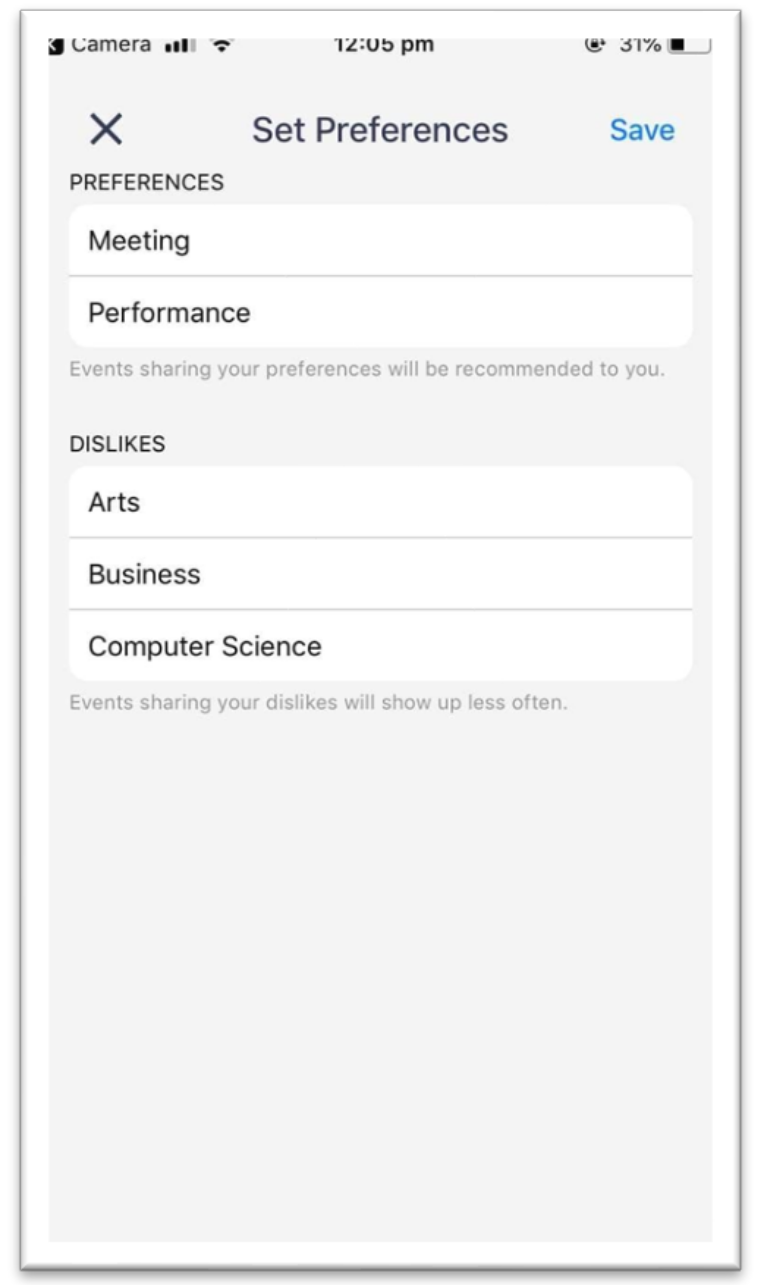 Camera 12:05 pm 31%
Set Preferences Save
PREFERENCES
Meeting
Performance
Events sharing your preferences will be recommended to you.
DISLIKES
Arts
Business
Computer Science
Events sharing your dislikes will show up less often.